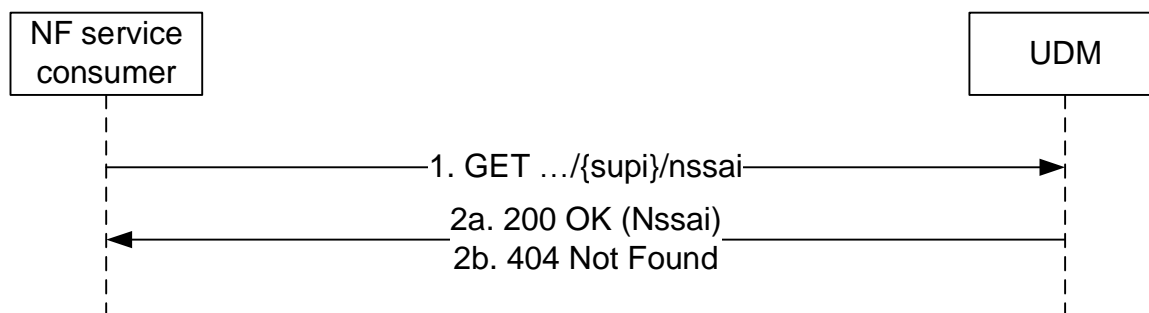 NF service
consumer
UDM
1. GET …/{supi}/nssai
2a. 200 OK (Nssai)
2b. 404 Not Found